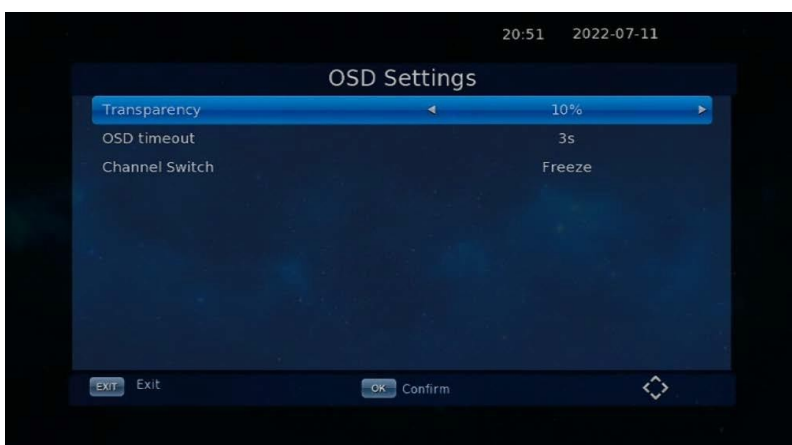 20:51 2022-07-11
OSD Settings
Transparency 10%
OSD timeout 3s
Channel Switch Freeze
EXIT Exit OK Confirm